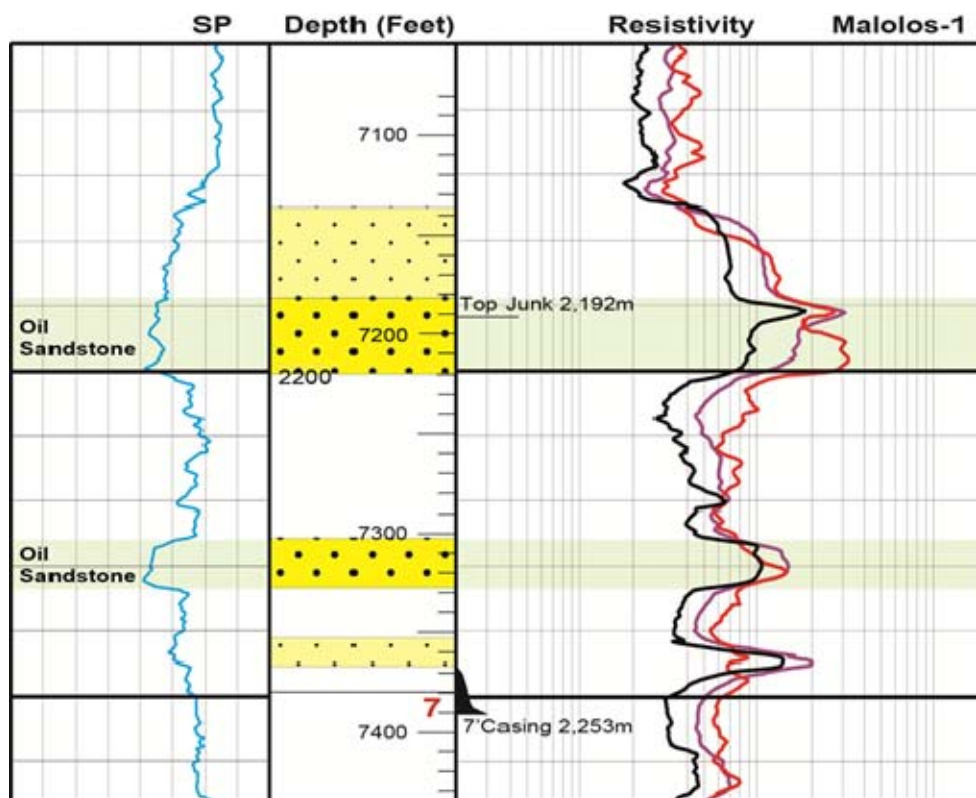 SP Depth (Feet) Resistivity Malolos-1
7100
Top Junk 2,192m
Oil
Sandstone
7200
2200
7300
Oil
Sandstone
7
7'Casing 2,253m
7400